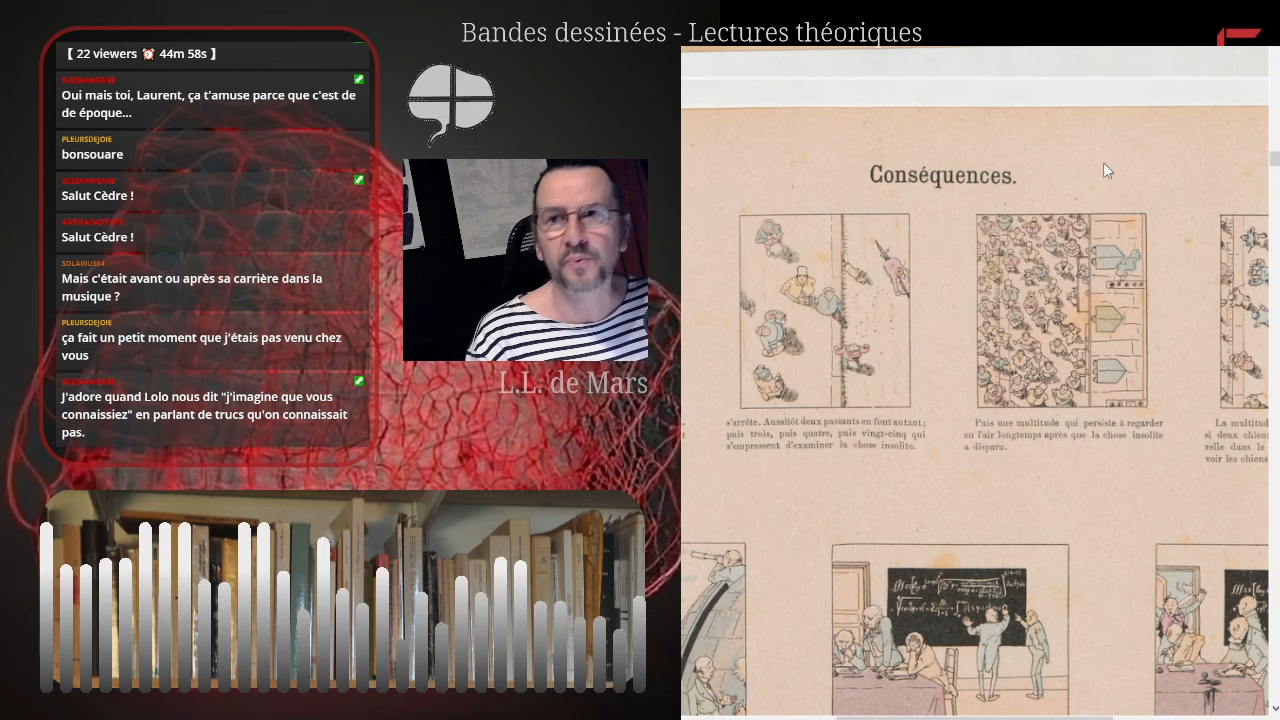 Bandes dessinées - Lectures théoriques
【 22 viewers ⏰ 44m 58s 】
Oui mais toi, Laurent, ça t'amuse parce que c'est de
de époque...
PLEURSDEJOIE
bonsouare
Salut Cèdre !
Salut Cèdre !
SOLARIUS64
Mais c'était avant ou après sa carrière dans la
musique ?
PLEURSDEJOIE
ça fait un petit moment que j'étais pas venu chez
vous
J'adore quand Lolo nous dit "j'imagine que vous
connaissiez" en parlant de trucs qu'on connaissait
pas.
L.L. de Mars
Conséquences.
s'arrête. Aussitôt deux passants en font autant;
puis trois, puis quatre, puis vingt-cinq qui
s'empressent d'examiner la chose insolite.
Puis une multitude qui persiste à regarder
en l'air longtemps après que la chose insolite
a disparu.
La multitud
si deux chien
relle dans le
voir les chiens